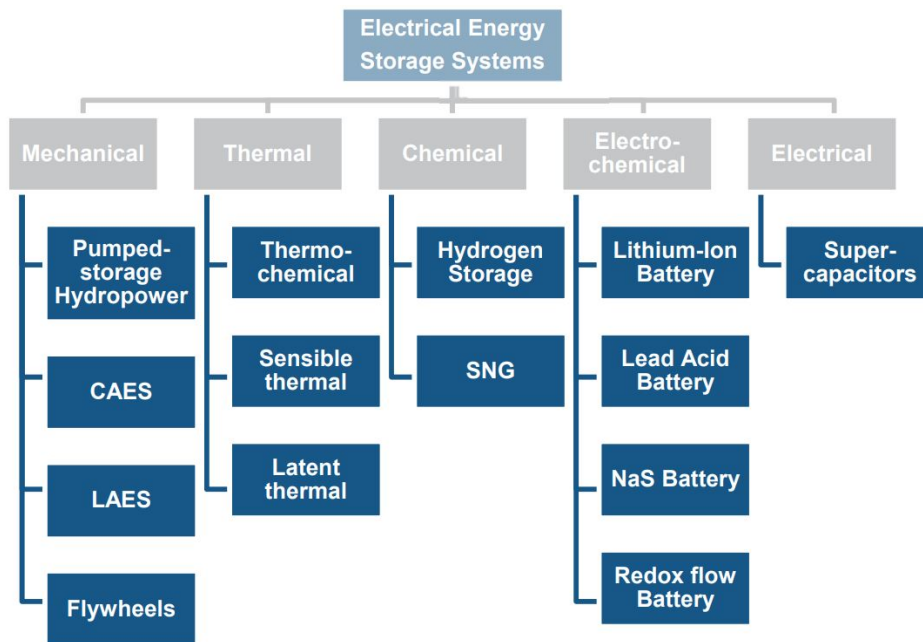 Electrical Energy
Storage Systems
Mechanical
Thermal
Chemical
Electro-
chemical
Electrical
Pumped-
storage
Hydropower
CAES
LAES
Flywheels
Thermo-
chemical
Sensible
thermal
Latent
thermal
Hydrogen
Storage
SNG
Lithium-Ion
Battery
Lead Acid
Battery
NaS Battery
Redox flow
Battery
Super-
capacitors